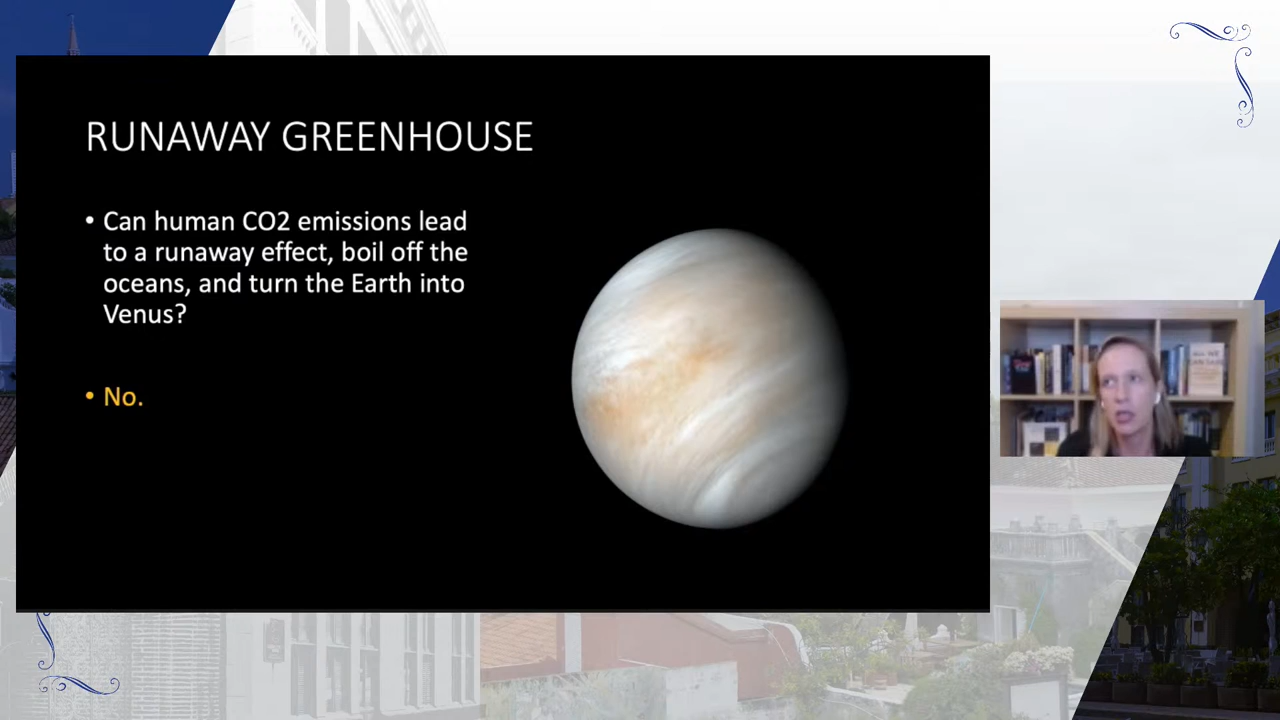 RUNAWAY GREENHOUSE
• Can human CO2 emissions lead
to a runaway effect, boil off the
oceans, and turn the Earth into
Venus?
• No.